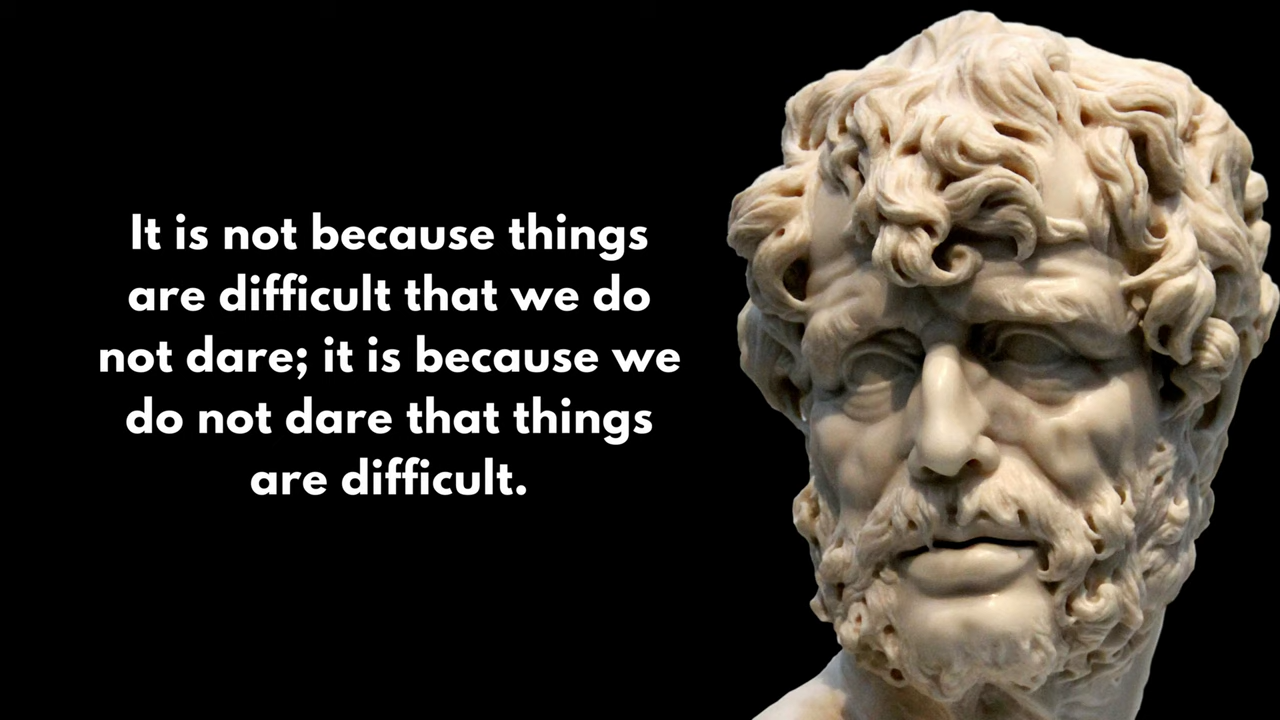 It is not because things
are difficult that we do
not dare; it is because we
do not dare that things
are difficult.